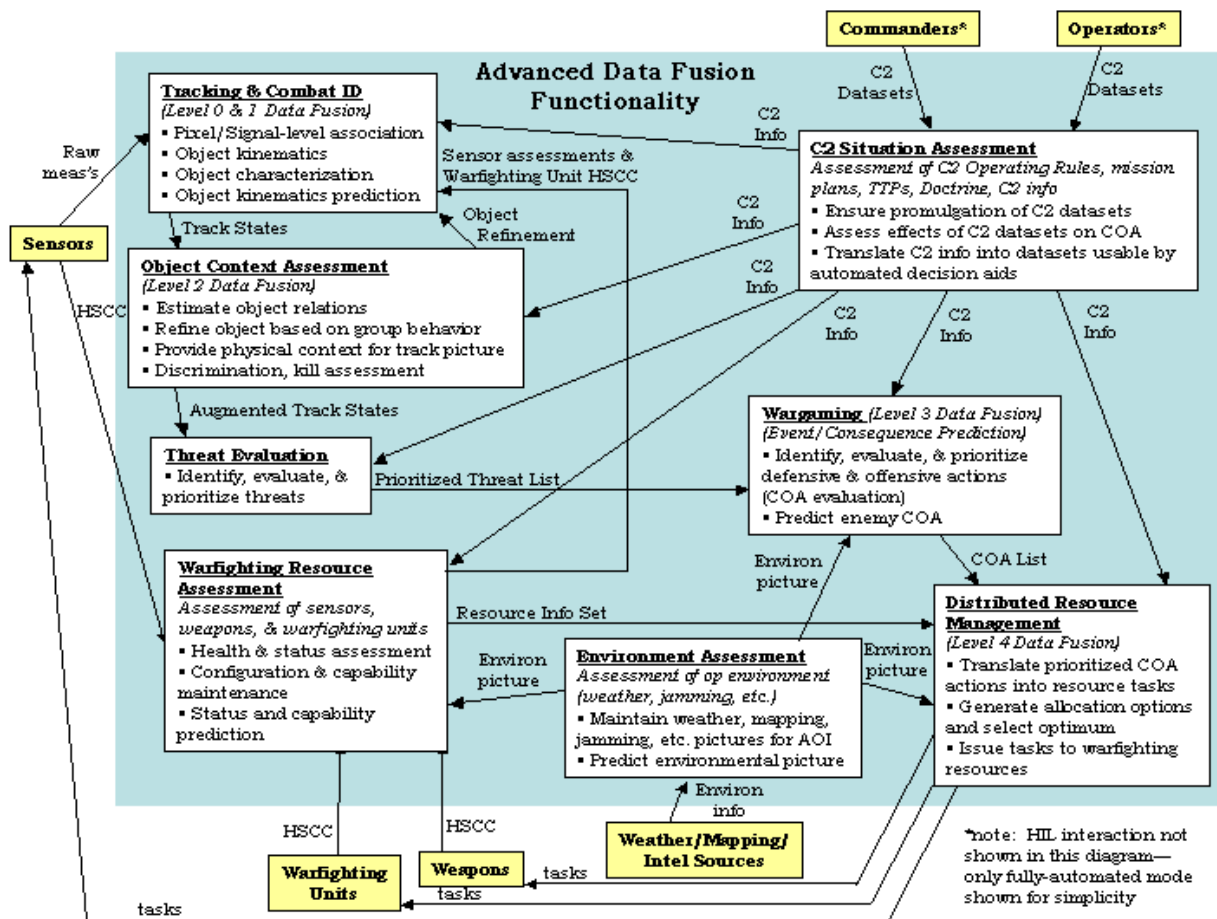 Commanders*
Operators*
Advanced Data Fusion
Functionality
C2
Datasets
C2
Datasets
Tracking & Combat ID
(Level 0 & 1 Data Fusion)
▪ Pixel/Signal-level association
▪ Object kinematics
▪ Object characterization
▪ Object kinematics prediction
Raw
meas's
C2
Info
Sensor assessments &
Warfighting Unit HSCC
C2 Situation Assessment
Assessment of C2 Operating Rules, mission
plans, TTPs, Doctrine, C2 info
▪ Ensure promulgation of C2 datasets
▪ Assess effects of C2 datasets on COA
▪ Translate C2 info into datasets usable by
automated decision aids
Sensors
Track States
Object
Refinement
C2
Info
HSCC
Object Context Assessment
(Level 2 Data Fusion)
▪ Estimate object relations
▪ Refine object based on group behavior
▪ Provide physical context for track picture
▪ Discrimination, kill assessment
C2
Info
C2
Info
C2
Info
C2
Info
Augmented Track States
Threat Evaluation
▪ Identify, evaluate, &
prioritize threats
Prioritized Threat List
Wargaming (Level 3 Data Fusion)
(Event/Consequence Prediction)
▪ Identify, evaluate, & prioritize
defensive & offensive actions
(COA evaluation)
▪ Predict enemy COA
Environ
picture
COA List
Warfighting Resource
Assessment
Assessment of sensors,
weapons, & warfighting units
▪ Health & status assessment
▪ Configuration & capability
maintenance
▪ Status and capability
prediction
Resource Info Set
Environ
picture
Environment Assessment
Assessment of op environment
(weather, jamming, etc.)
▪ Maintain weather, mapping,
jamming, etc. pictures for AOI
▪ Predict environmental picture
Environ
picture
Distributed Resource
Management
(Level 4 Data Fusion)
▪ Translate prioritized COA
actions into resource tasks
▪ Generate allocation options
and select optimum
▪ Issue tasks to warfighting
resources
HSCC
HSCC
Environ
info
Warfighting
Units
Weapons
Weather/Mapping/
Intel Sources
tasks
tasks
tasks
*note: HIL interaction not
shown in this diagram—
only fully-automated mode
shown for simplicity